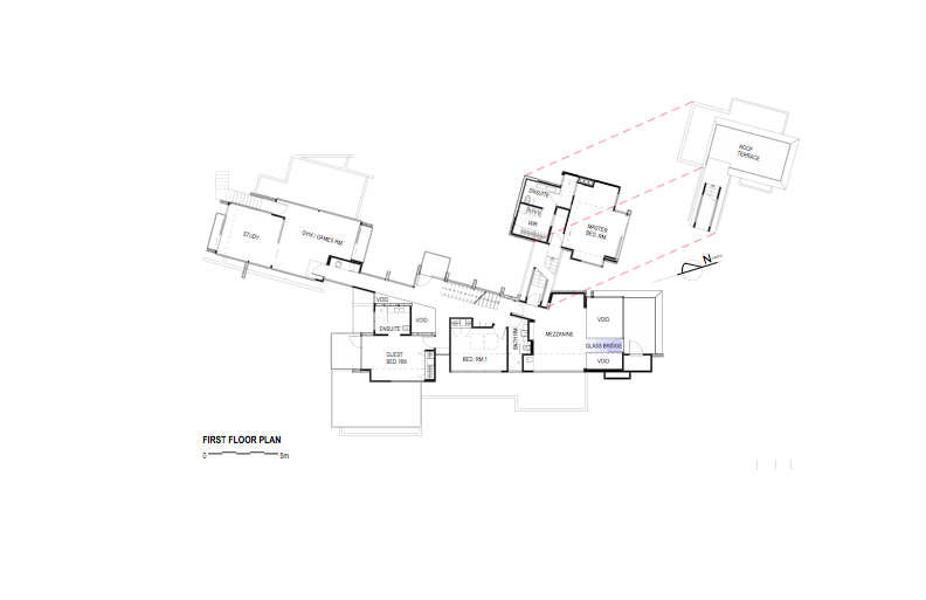 ROOF
TERRACE
ENSUITE
WIR
MASTER
BED. RM.
STUDY
GYM / GAMES RM.
N
VOID
VOID
VOID
ENSUITE
GUEST
BED. RM.
BED. RM.1
BATH RM.
MEZZANINE
GLASS BRIDGE
VOID
FIRST FLOOR PLAN
0 5m